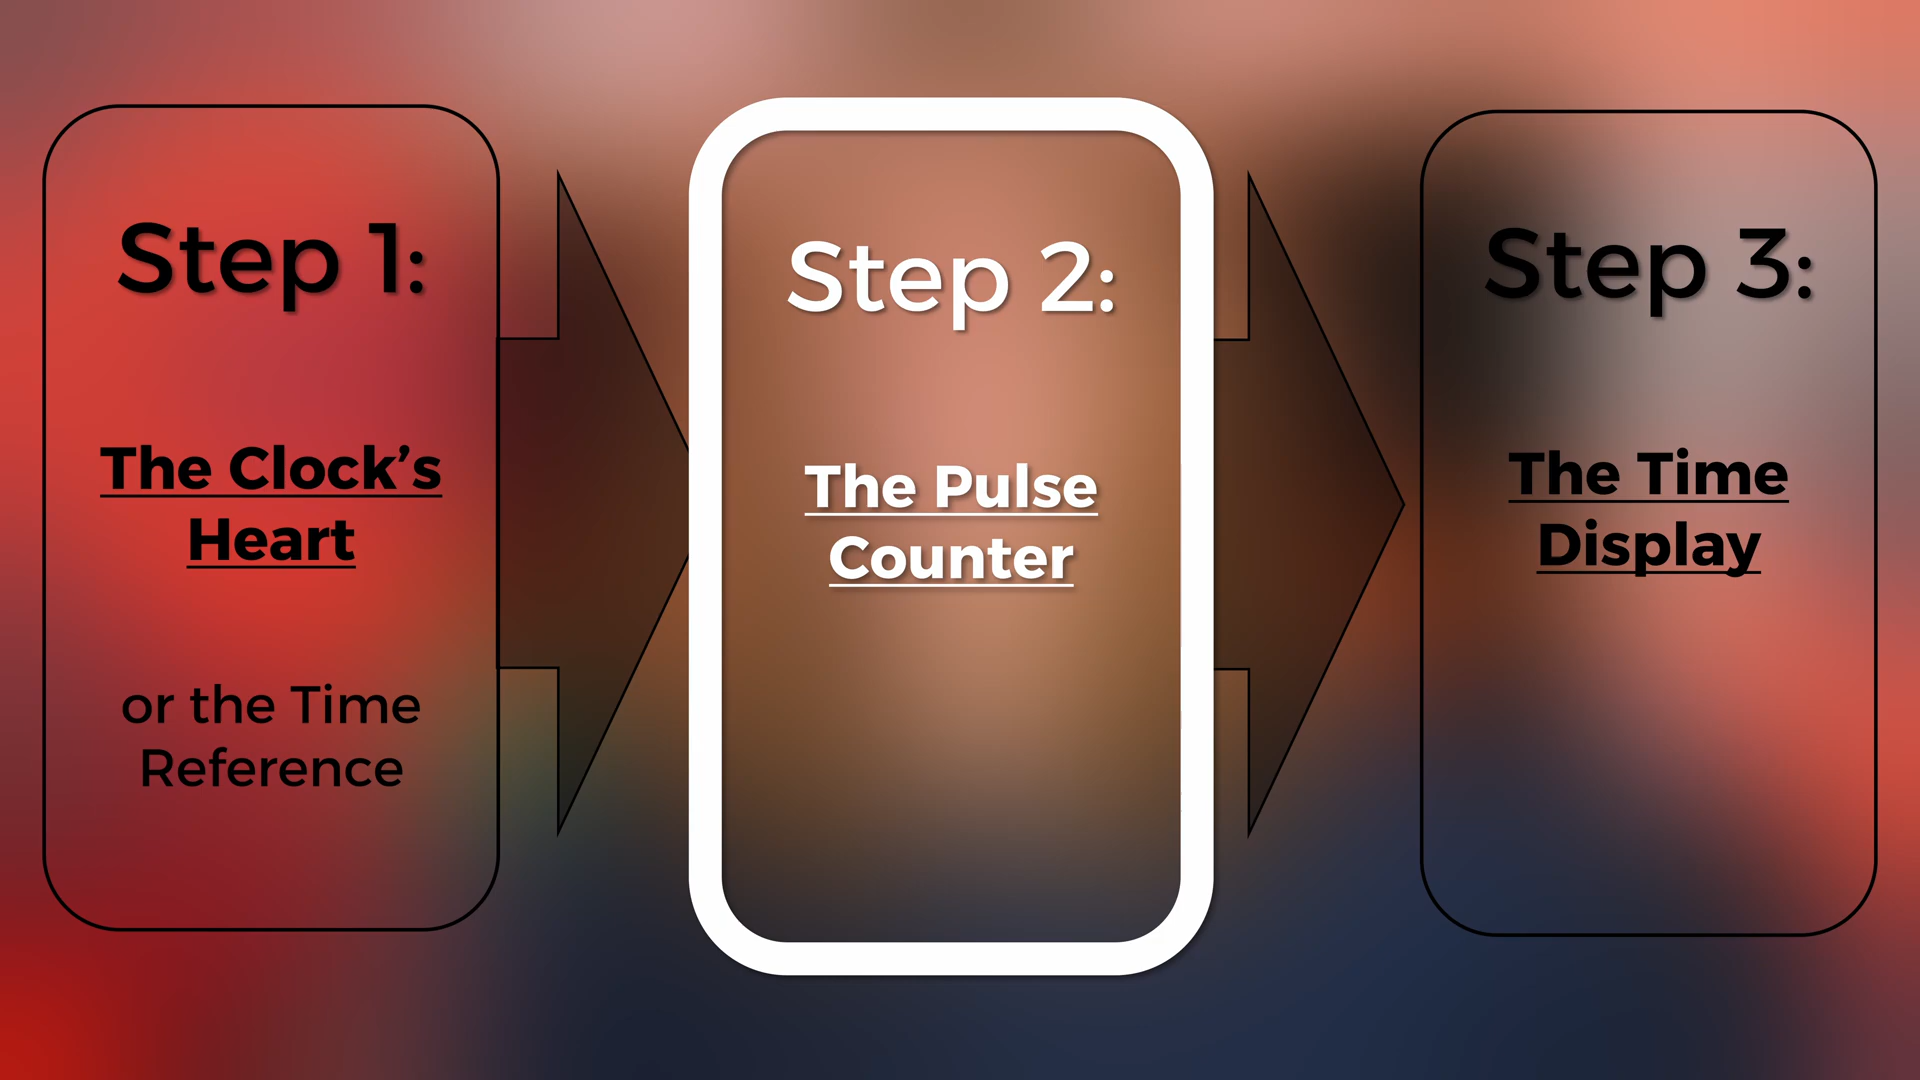 Step 1:
The Clock’s
Heart
or the Time
Reference
Step 2:
The Pulse
Counter
Step 3:
The Time
Display